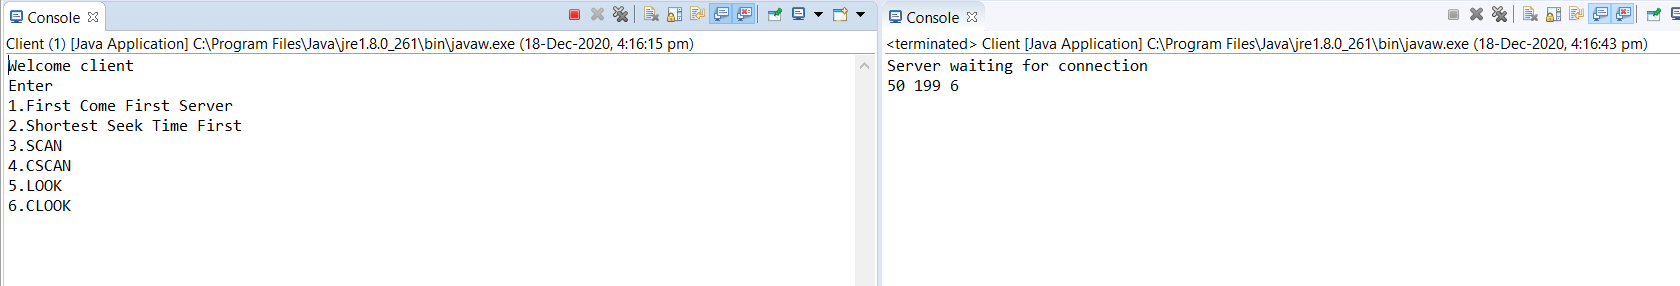 Console
Client (1) [Java Application] C:\Program Files\Java\jre1.8.0_261\bin\javaw.exe (18-Dec-2020, 4:16:15 pm)
Welcome client
Enter
1.First Come First Server
2.Shortest Seek Time First
3.SCAN
4.CSCAN
5.LOOK
6.CLOOK
Console
<terminated> Client [Java Application] C:\Program Files\Java\jre1.8.0_261\bin\javaw.exe (18-Dec-2020, 4:16:43 pm)
Server waiting for connection
50 199 6